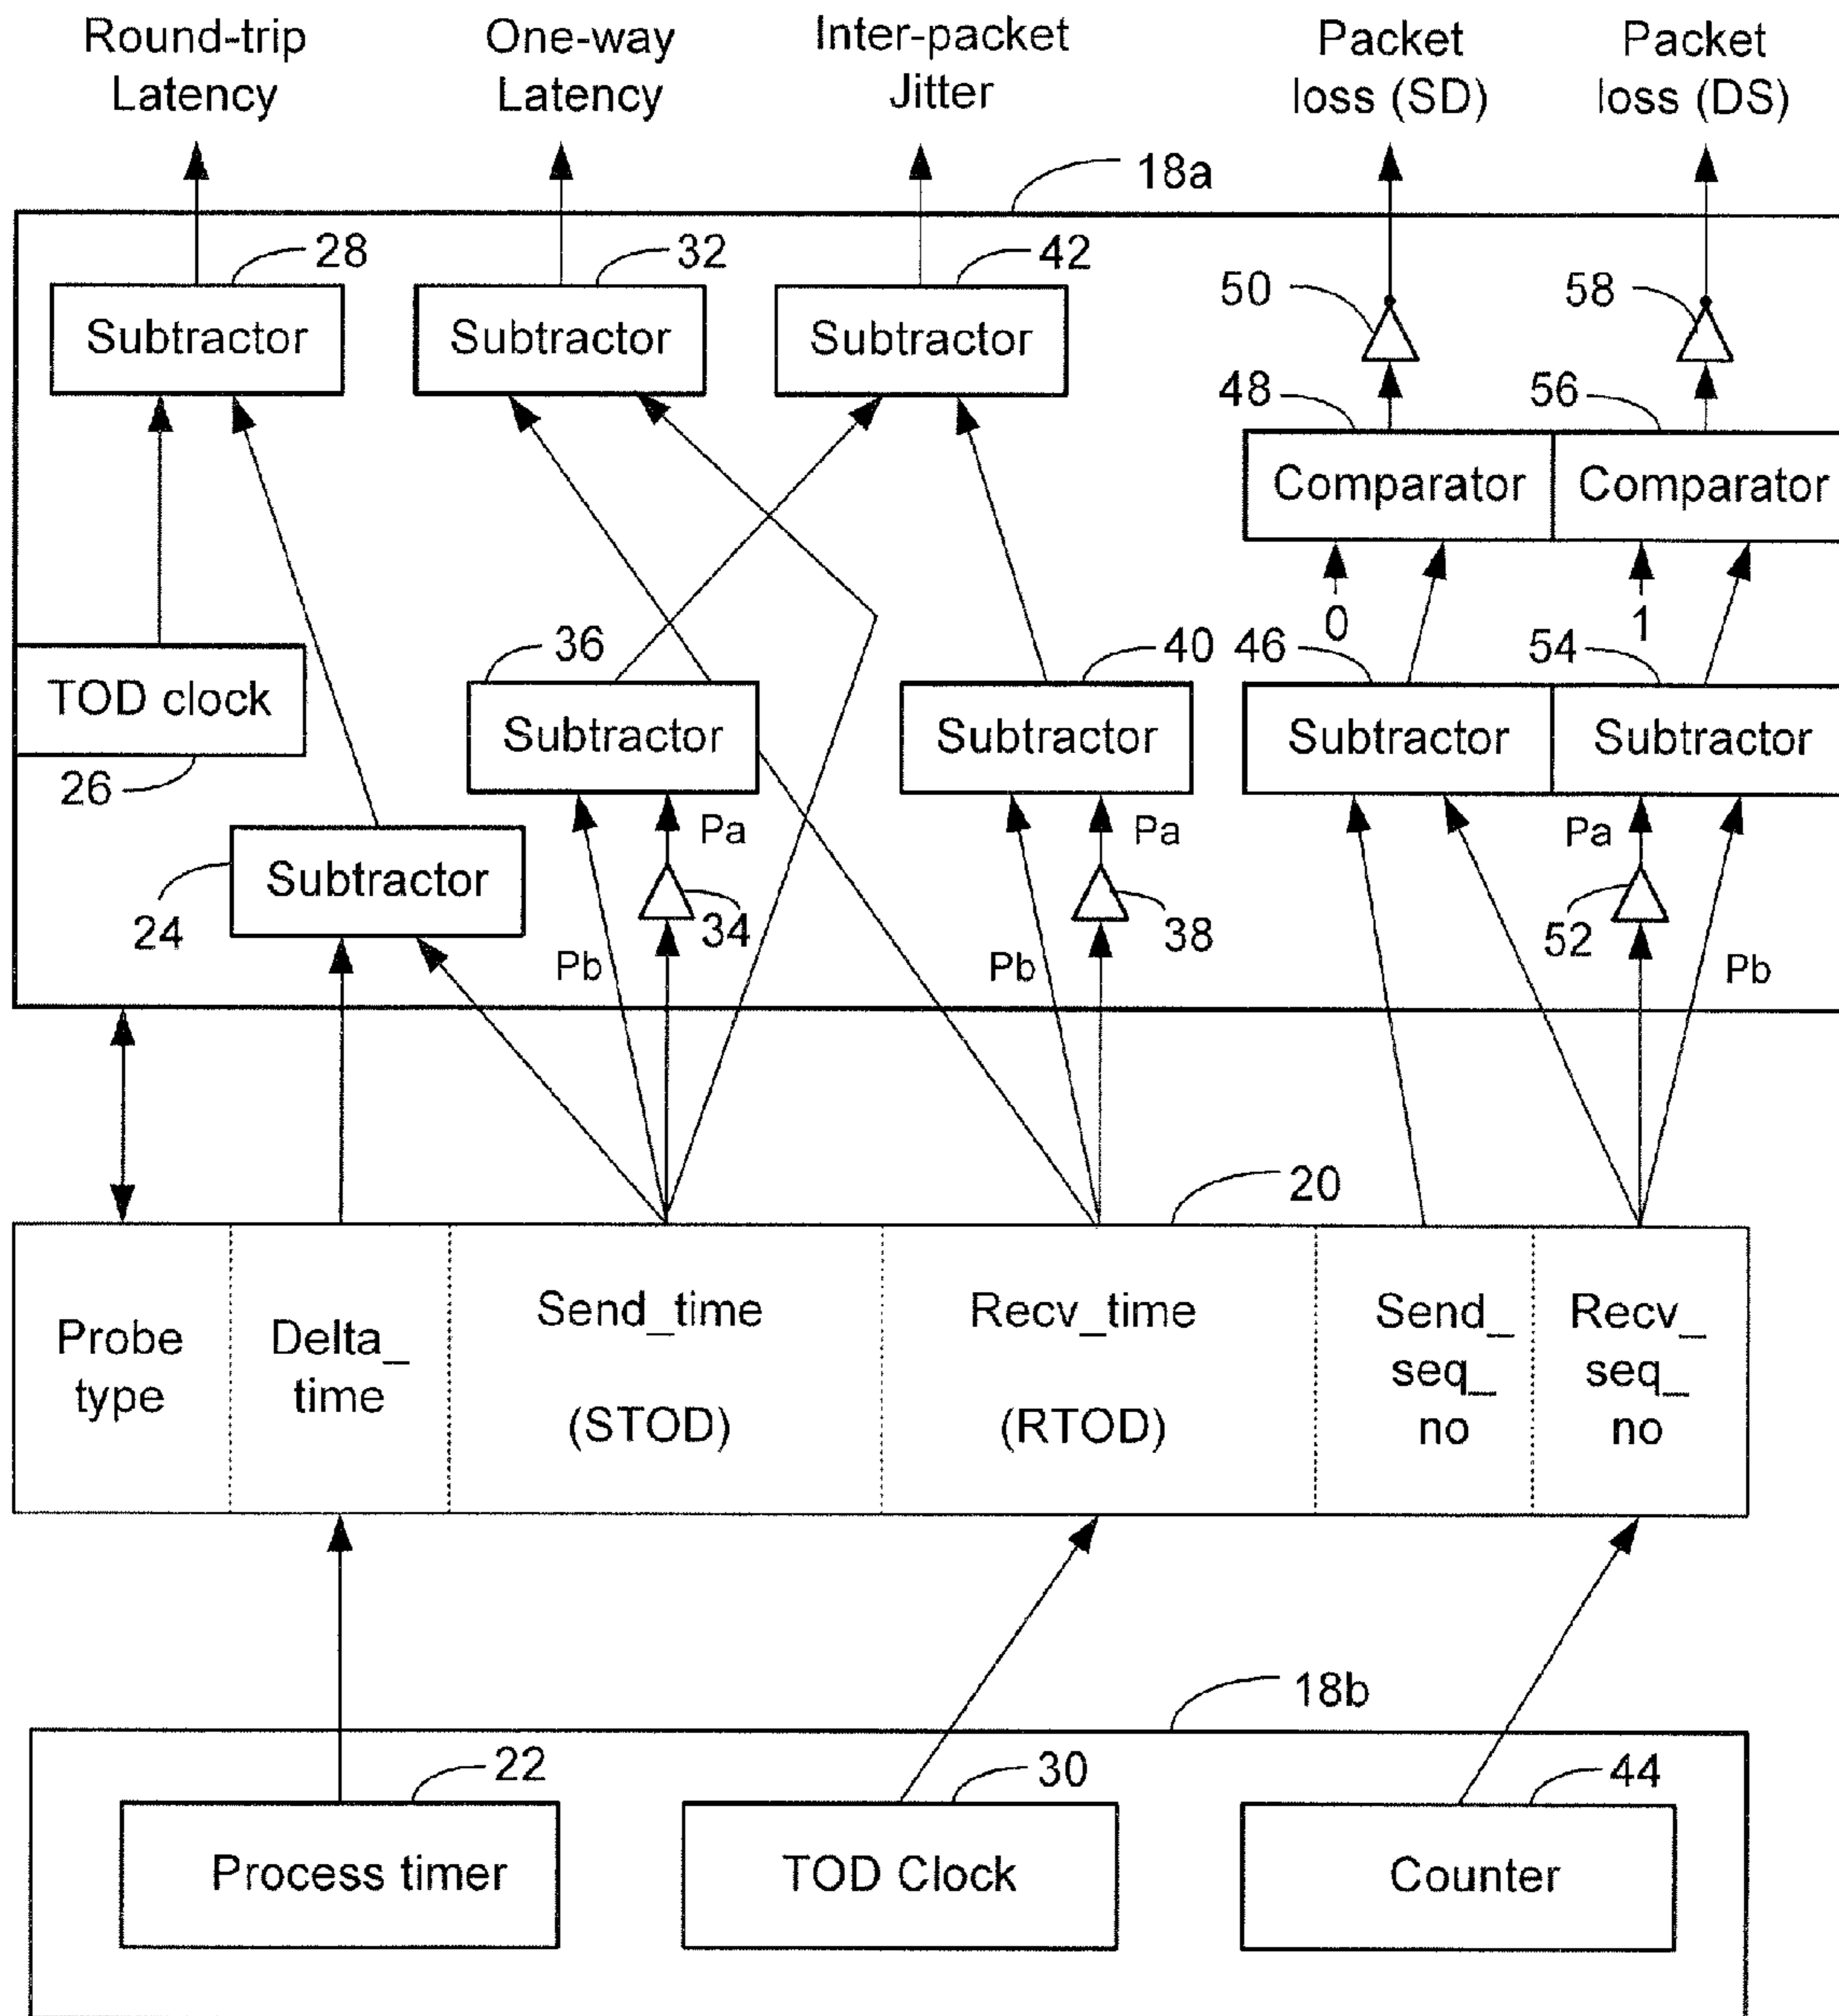 Round-trip
Latency
One-way
Latency
Inter-packet
Jitter
Packet
loss (SD)
Packet
loss (DS)
18a
28
32
42
50
58
Subtractor
Subtractor
Subtractor
48
56
Comparator
Comparator
0
1
36
40
46
54
TOD clock
26
Subtractor
Subtractor
Subtractor
Subtractor
Pa
Pa
Pa
Subtractor
24
34
38
52
Pb
Pb
Pb
20
Probe
type
Delta_
time
Send_time
(STOD)
Recv_time
(RTOD)
Send_
seq_
no
Recv_
seq_
no
18b
22
30
44
Process timer
TOD Clock
Counter